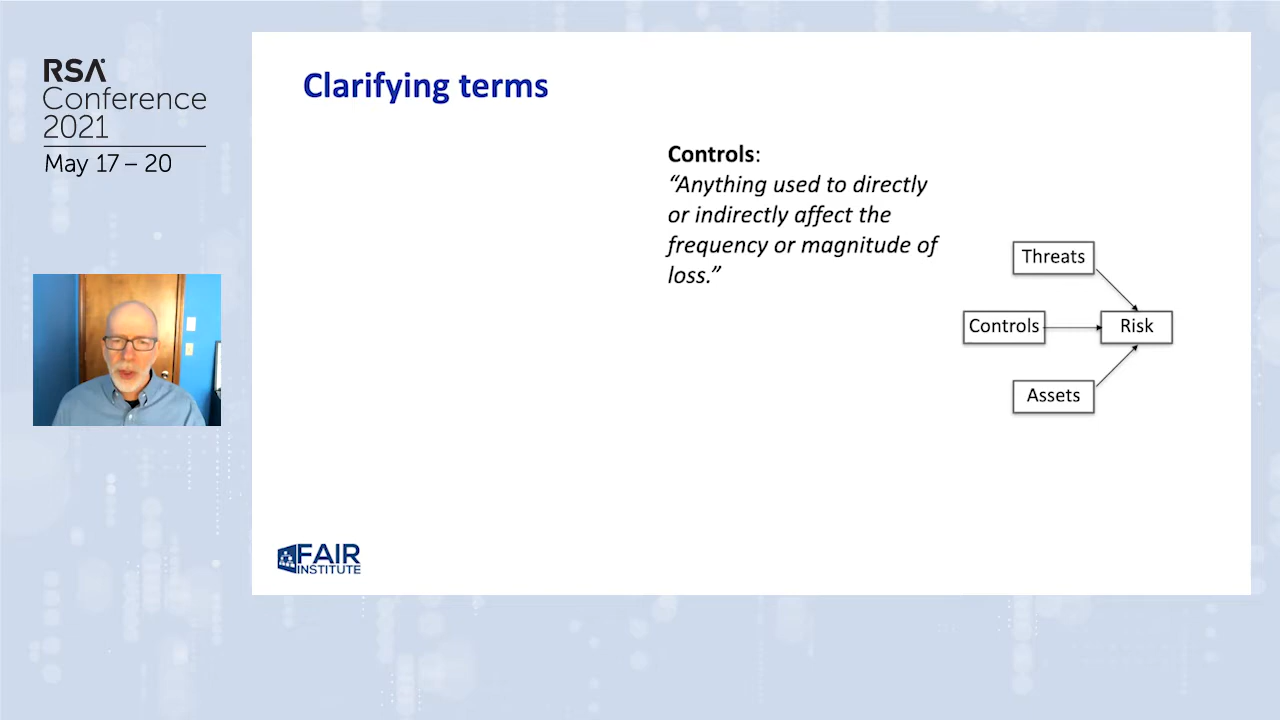 RSA
Conference
2021
May 17 – 20
Clarifying terms
Controls:
“Anything used to directly
or indirectly affect the
frequency or magnitude of
loss.”
Threats
Controls
Risk
Assets
FAIR
INSTITUTE